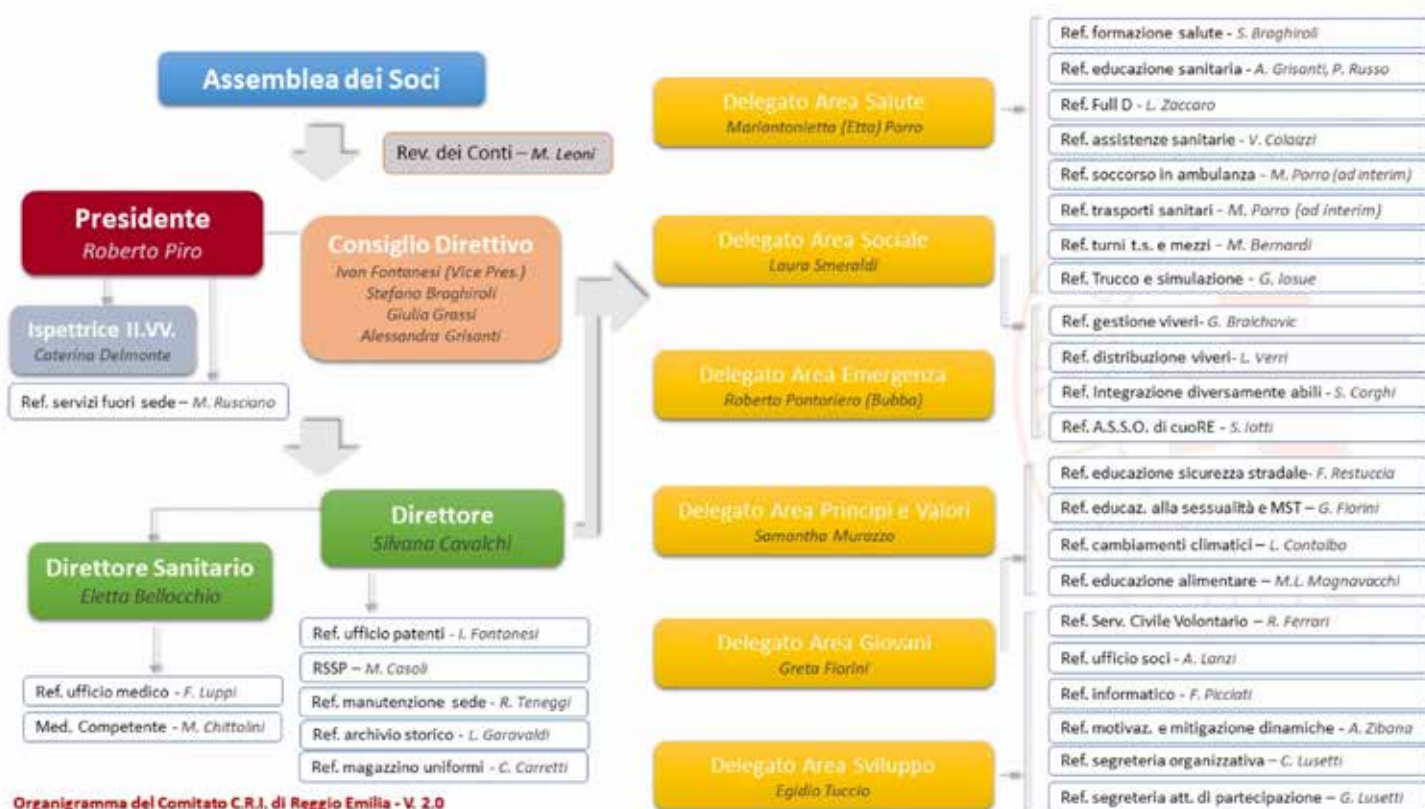 Assemblea dei Soci
Rev. dei Conti – M. Leoni
Presidente
Roberto Piro
Consiglio Direttivo
Ivan Fontanesi (Vice Pres.)
Stefano Braghiroli
Giulia Grassi
Alessandra Grisanti
Ispettrice II.VV.
Caterina Delmonte
Ref. servizi fuori sede – M. Rusciano
Direttore
Silvana Cavalchi
Direttore Sanitario
Eletta Bellocchio
Ref. ufficio medico - F. Luppi
Med. Competente - M. Chittolini
Ref. ufficio patenti - I. Fontanesi
RSSP – M. Casoli
Ref. manutenzione sede - R. Teneggi
Ref. archivio storico - L. Garavaldi
Ref. magazzino uniformi - C. Carretti
Organigramma del Comitato C.R.I. di Reggio Emilia - V. 2.0
Delegato Area Salute
Mariantonietta (Etta) Porro
Delegato Area Sociale
Laura Smeraldi
Delegato Area Emergenza
Roberto Pontoriero (Bubba)
Delegato Area Principi e Valori
Samantha Murazzo
Delegato Area Giovani
Greta Fiorini
Delegato Area Sviluppo
Egidio Tuccio
Ref. formazione salute - S. Braghiroli
Ref. educazione sanitaria - A. Grisanti, P. Russo
Ref. Full D - L. Zaccaro
Ref. assistenze sanitarie - V. Colaizzi
Ref. soccorso in ambulanza - M. Porro (ad interim)
Ref. trasporti sanitari - M. Porro (ad interim)
Ref. turni t.s. e mezzi - M. Bernardi
Ref. Trucco e simulazione - G. Iosue
Ref. gestione viveri- G. Braichovic
Ref. distribuzione viveri- L. Verri
Ref. Integrazione diversamente abili - S. Corghi
Ref. A.S.S.O. di cuoRE - S. Iotti
Ref. educazione sicurezza stradale- F. Restuccia
Ref. educaz. alla sessualità e MST – G. Fiorini
Ref. cambiamenti climatici – L. Contalba
Ref. educazione alimentare – M.L. Magnavacchi
Ref. Serv. Civile Volontario – R. Ferrari
Ref. ufficio soci - A. Lanzi
Ref. informatico - F. Picciati
Ref. motivaz. e mitigazione dinamiche - A. Zibana
Ref. segreteria organizzativa – C. Lusetti
Ref. segreteria att. di partecipazione – G. Lusetti